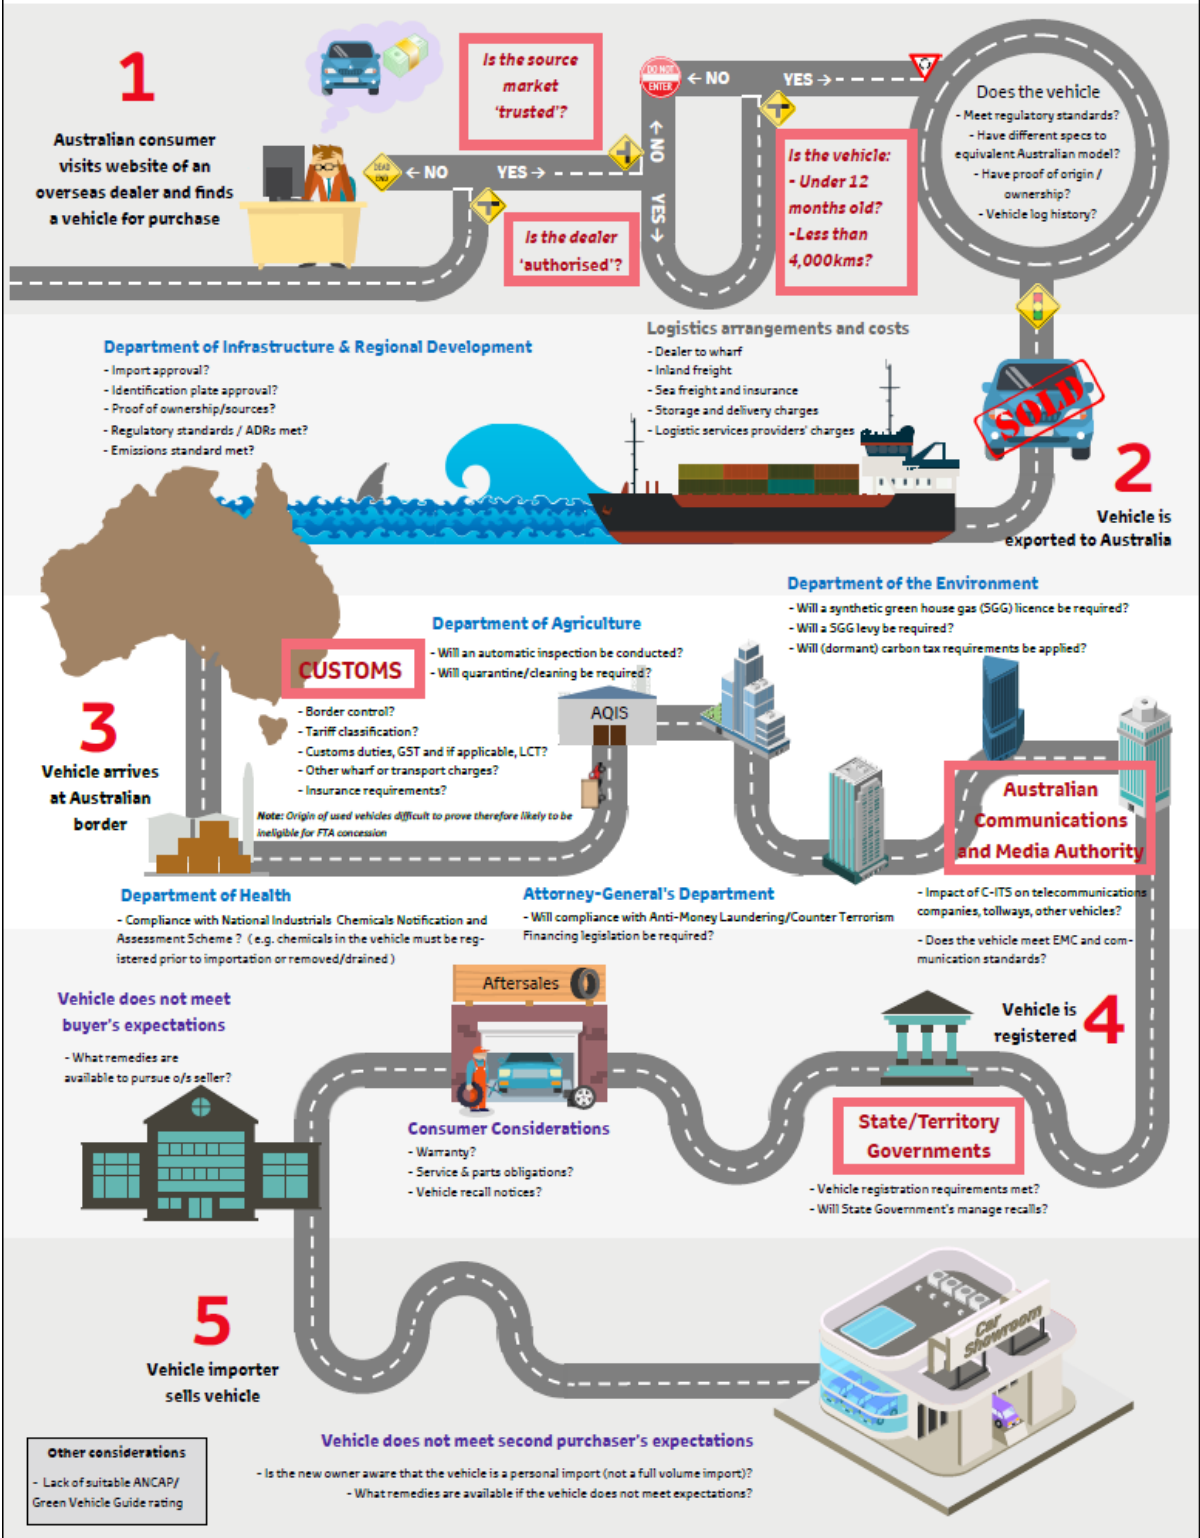 1
Australian consumer
visits website of an
overseas dealer and finds
a vehicle for purchase
DEAD
END
← NO
YES →
Is the source
market
‘trusted’?
Is the dealer
‘authorised’?
DO NOT
ENTER
← NO
YES →
← NO
YES →
Is the vehicle:
- Under 12
months old?
-Less than
4,000kms?
Does the vehicle
- Meet regulatory standards?
- Have different specs to
equivalent Australian model?
- Have proof of origin /
ownership?
- Vehicle log history?
Department of Infrastructure & Regional Development
- Import approval?
- Identification plate approval?
- Proof of ownership/sources?
- Regulatory standards / ADRs met?
- Emissions standard met?
Logistics arrangements and costs
- Dealer to wharf
- Inland freight
- Sea freight and insurance
- Storage and delivery charges
- Logistic services providers' charges
SOLD
2
Vehicle is
exported to Australia
Department of the Environment
- Will a synthetic green house gas (SGG) licence be required?
- Will a SGG levy be required?
- Will (dormant) carbon tax requirements be applied?
Department of Agriculture
- Will an automatic inspection be conducted?
- Will quarantine/cleaning be required?
CUSTOMS
- Border control?
- Tariff classification?
- Customs duties, GST and if applicable, LCT?
- Other wharf or transport charges?
- Insurance requirements?
Note: Origin of used vehicles difficult to prove therefore likely to be
ineligible for FTA concession
AQIS
3
Vehicle arrives
at Australian
border
Australian
Communications
and Media Authority
- Impact of C-ITS on telecommunications
companies, tollways, other vehicles?
- Does the vehicle meet EMC and com-
munication standards?
Department of Health
- Compliance with National Industrials Chemicals Notification and
Assessment Scheme ? (e.g. chemicals in the vehicle must be reg-
istered prior to importation or removed/drained )
Attorney-General's Department
- Will compliance with Anti-Money Laundering/Counter Terrorism
Financing legislation be required?
Vehicle does not meet
buyer's expectations
- What remedies are
available to pursue o/s seller?
Aftersales
Consumer Considerations
- Warranty?
- Service & parts obligations?
- Vehicle recall notices?
Vehicle is
registered
4
State/Territory
Governments
- Vehicle registration requirements met?
- Will State Government's manage recalls?
5
Vehicle importer
sells vehicle
Car
Showroom
Vehicle does not meet second purchaser's expectations
- Is the new owner aware that the vehicle is a personal import (not a full volume import)?
- What remedies are available if the vehicle does not meet expectations?
Other considerations
- Lack of suitable ANCAP/
Green Vehicle Guide rating